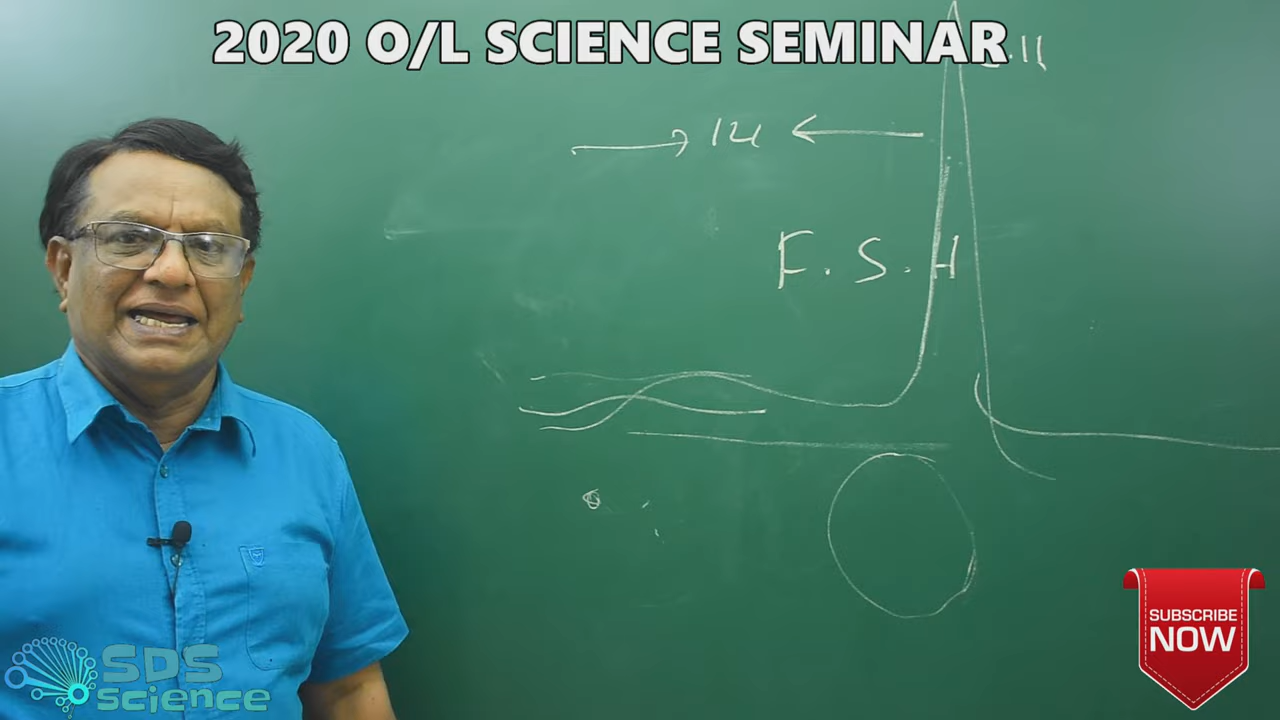 2020 O/L SCIENCE SEMINAR
14
F.S.H
SUBSCRIBE
NOW
SDS
science